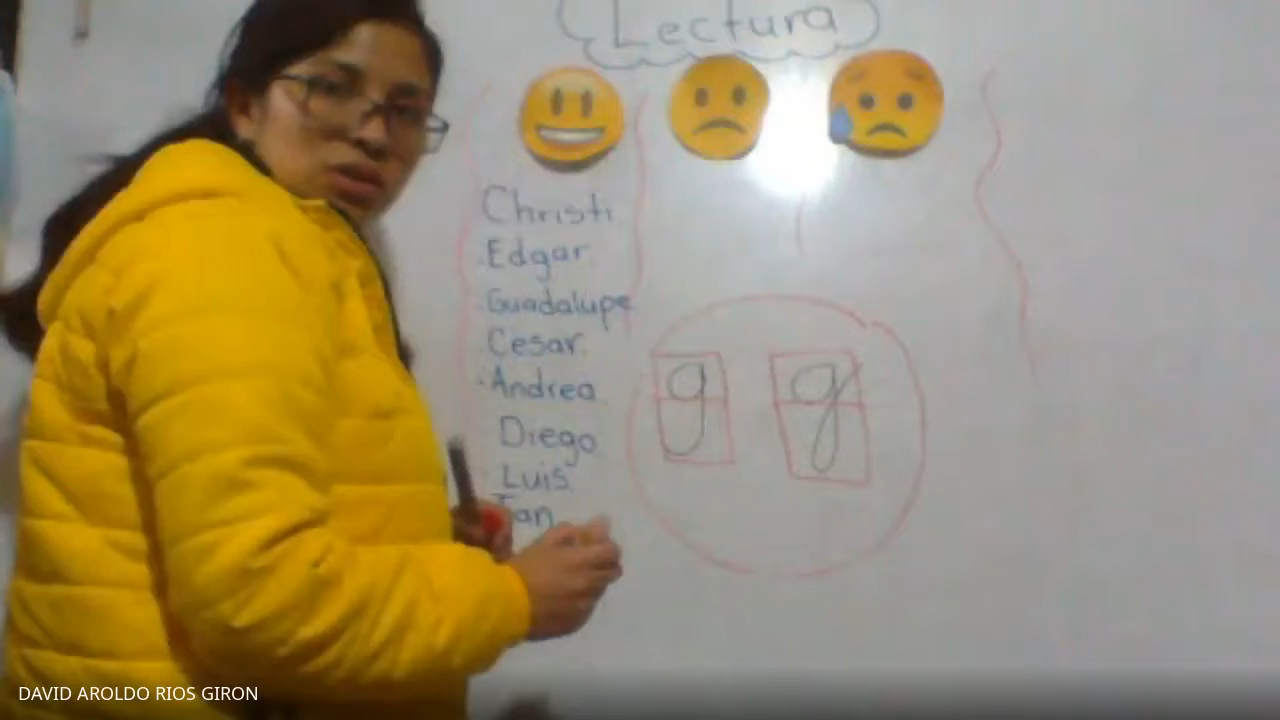 Lectura
Christi
Edgar
Guadalupe
Cesar
Andrea
Diego
Luis
g g
DAVID AROLDO RIOS GIRON